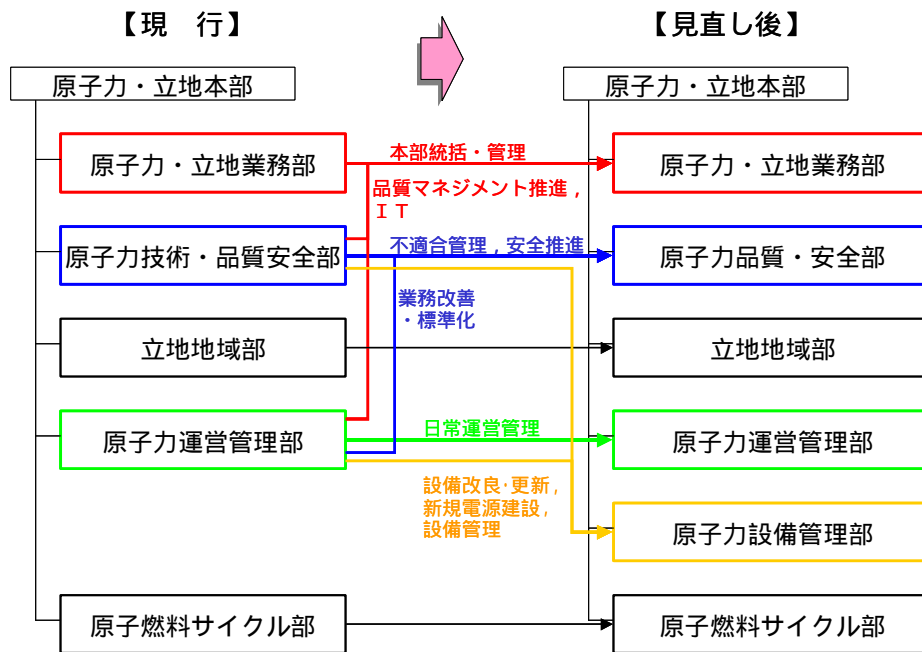 【現　行】
【見直し後】
原子力・立地本部
原子力・立地本部
原子力・立地業務部
本部統括・管理
原子力・立地業務部
品質マネジメント推進，
ＩＴ
原子力技術・品質安全部
不適合管理，安全推進
原子力品質・安全部
業務改善
・標準化
立地地域部
立地地域部
原子力運営管理部
日常運営管理
原子力運営管理部
設備改良・更新，
新規電源建設，
設備管理
原子力設備管理部
原子燃料サイクル部
原子燃料サイクル部